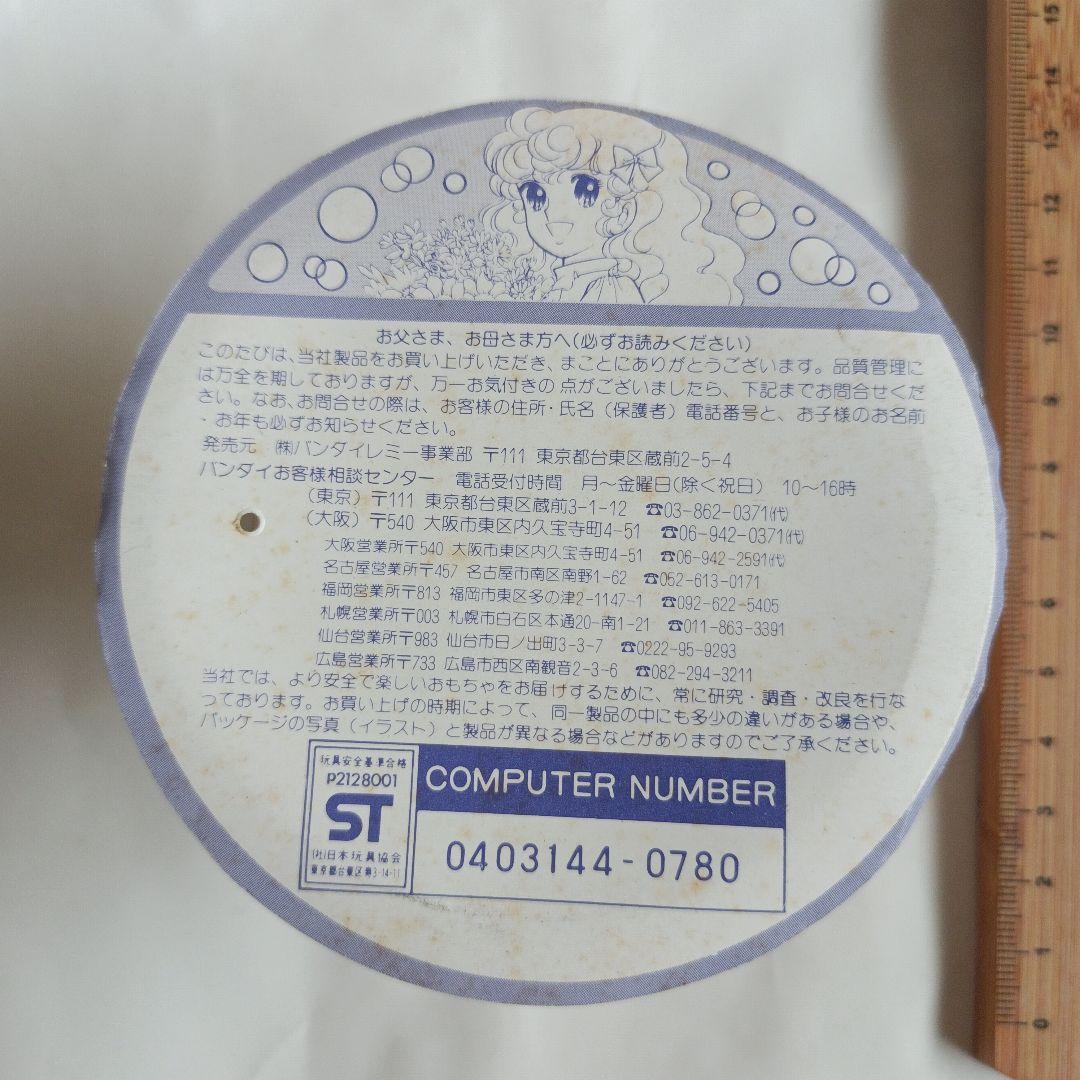 お父さま、お母さま方へ(必ずお読みください)
このたびは、当社製品をお買い上げいただき、まことにありがとうございます。品質管理に
は万全を期しておりますが、万一お気付きの点がございましたら、下記までお問合せくだ
さい。なお、お問合せの際は、お客様の住所・氏名(保護者)電話番号と、お子様のお名前
・お年も必ずお知らせください。
発売元 ㈱バンダイレミー事業部 〒111 東京都台東区蔵前2-5-4
バンダイお客様相談センター 電話受付時間 月〜金曜日(除く祝日) 10〜16時
(東京)〒111 東京都台東区蔵前3-1-12 ☎03-862-0371(代)
(大阪)〒540 大阪市東区内久宝寺町4-51 ☎06-942-0371(代)
大阪営業所〒540 大阪市東区内久宝寺町4-51 ☎06-942-2591(代)
名古屋営業所〒457 名古屋市南区南野1-62 ☎052-613-0171
福岡営業所〒813 福岡市東区多の津2-1147-1 ☎092-622-5405
札幌営業所〒003 札幌市白石区本通20-南1-21 ☎011-863-3391
仙台営業所〒983 仙台市日ノ出町3-3-7 ☎0222-95-9293
広島営業所〒733 広島市西区南観音2-3-6 ☎082-294-3211
当社では、より安全で楽しいおもちゃをお届けするために、常に研究・調査・改良を行な
っております。お買い上げの時期によって、同一製品の中にも多少の違いがある場合や、
パッケージの写真(イラスト)と製品が異なる場合などがありますのでご了承ください。
玩具安全基準合格
P2128001
ST
(社)日本玩具協会
東京都台東区
COMPUTER NUMBER
0403144-0780
15
14
13
12
11
10
9
8
7
6
5
4
3
2
1
0